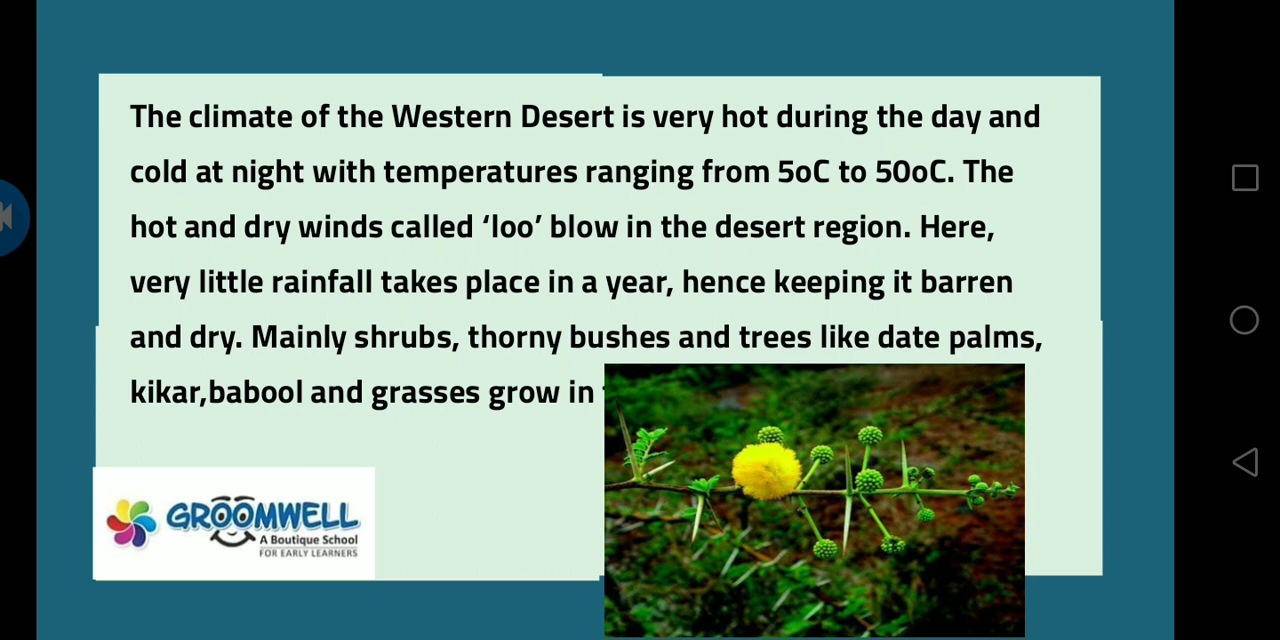 The climate of the Western Desert is very hot during the day and
cold at night with temperatures ranging from 5oC to 50oC. The
hot and dry winds called ‘loo’ blow in the desert region. Here,
very little rainfall takes place in a year, hence keeping it barren
and dry. Mainly shrubs, thorny bushes and trees like date palms,
kikar,babool and grasses grow in
GROOMWELL
A Boutique School
FOR EARLY LEARNERS